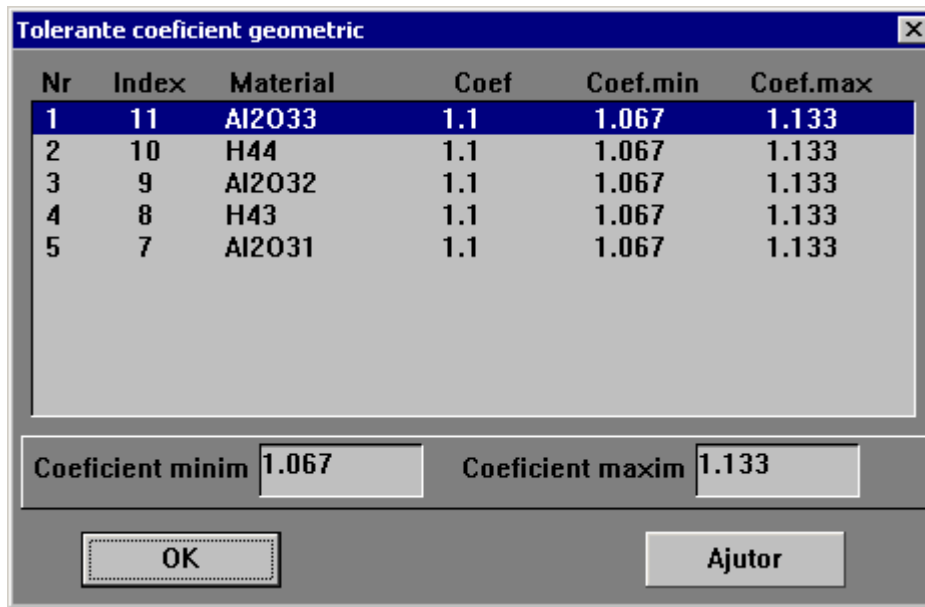 Tolerante coeficient geometric
Nr Index Material Coef Coef.min Coef.max
1 11 Al2O33 1.1 1.067 1.133
2 10 H44 1.1 1.067 1.133
3 9 Al2O32 1.1 1.067 1.133
4 8 H43 1.1 1.067 1.133
5 7 Al2O31 1.1 1.067 1.133
Coeficient minim 1.067 Coeficient maxim 1.133
OK Ajutor